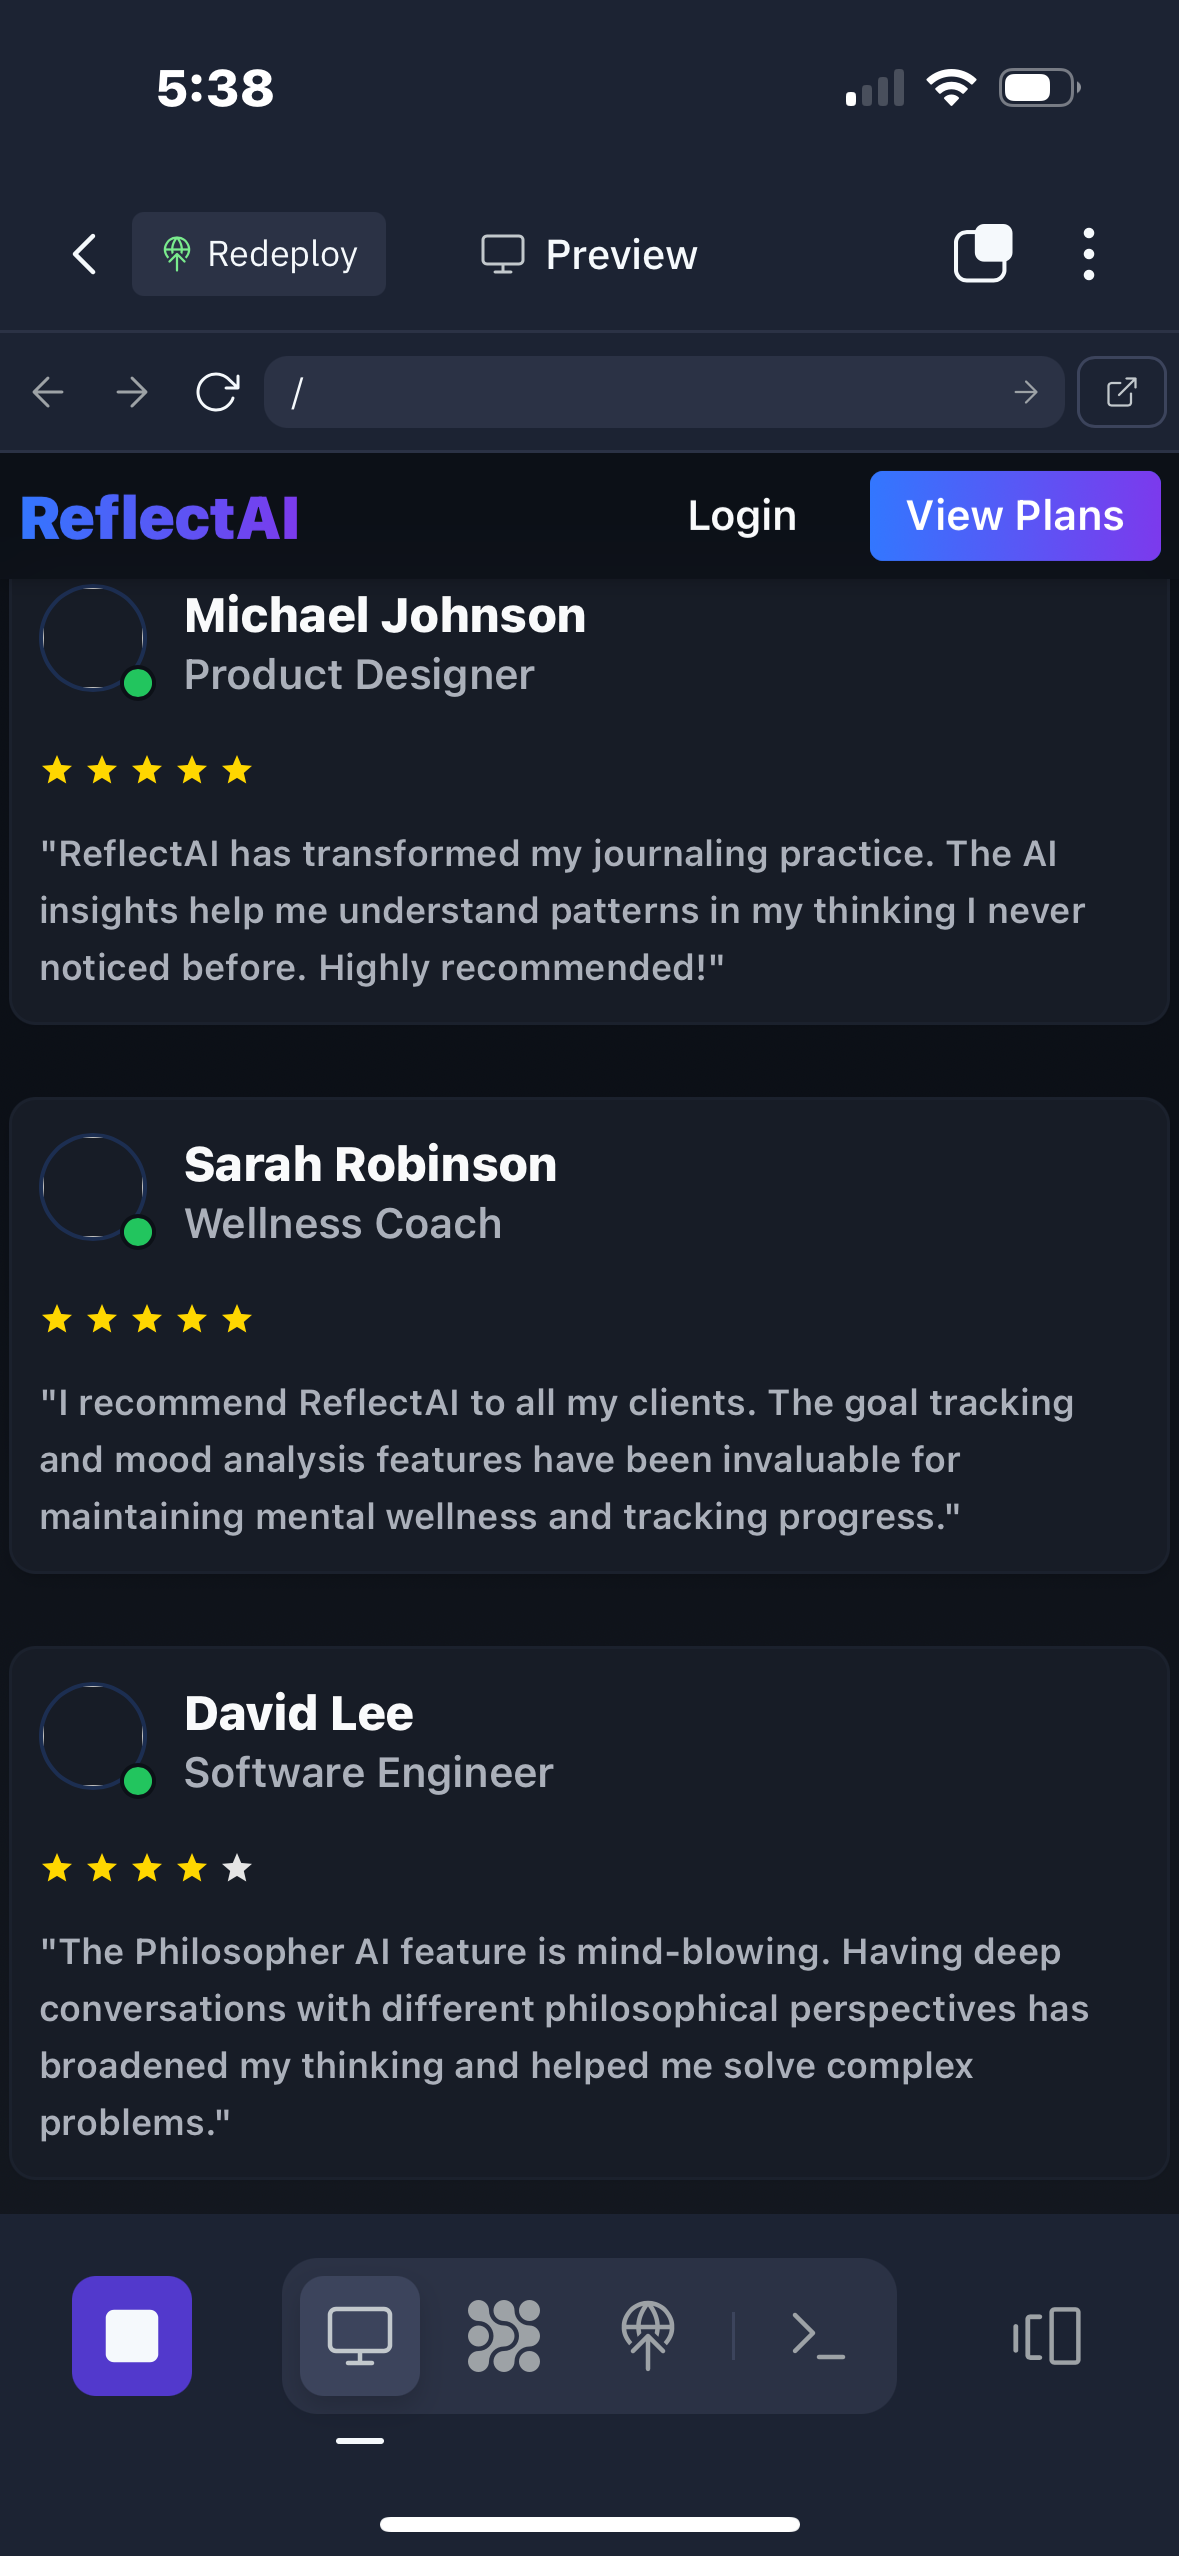 5:38
Redeploy
Preview
/
ReflectAI
Login
View Plans
Michael Johnson
Product Designer
"ReflectAI has transformed my journaling practice. The AI
insights help me understand patterns in my thinking I never
noticed before. Highly recommended!"
Sarah Robinson
Wellness Coach
"I recommend ReflectAI to all my clients. The goal tracking
and mood analysis features have been invaluable for
maintaining mental wellness and tracking progress."
David Lee
Software Engineer
"The Philosopher AI feature is mind-blowing. Having deep
conversations with different philosophical perspectives has
broadened my thinking and helped me solve complex
problems."